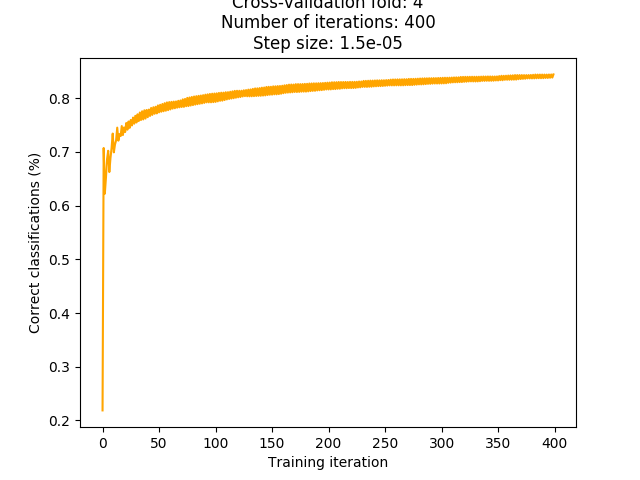 Cross-validation fold: 4
Number of iterations: 400
Step size: 1.5e-05
0.8
0.7
0.6
0.5
0.4
0.3
0.2
Correct classifications (%)
0 50 100 150 200 250 300 350 400
Training iteration